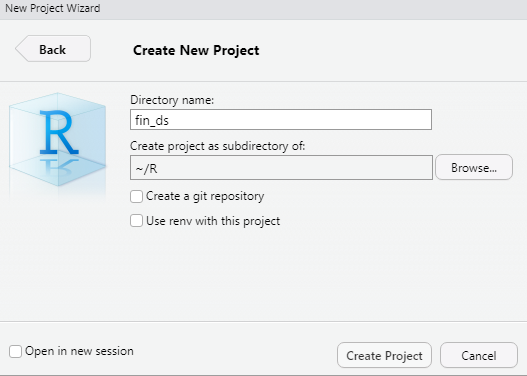 New Project Wizard
Back
Create New Project
R
Directory name:
fin_ds
Create project as subdirectory of:
~/R
Browse...
Create a git repository
Use renv with this project
Open in new session
Create Project
Cancel